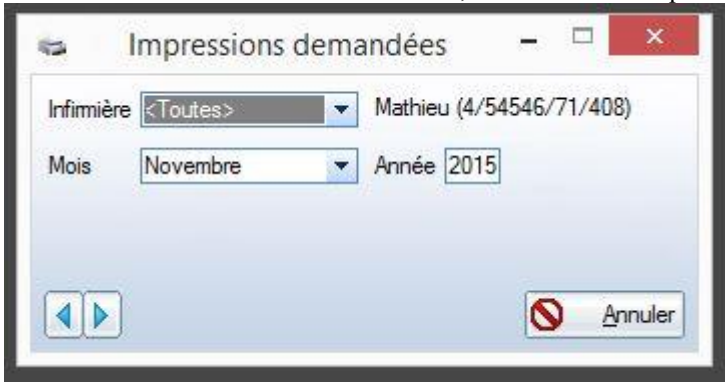 Impressions demandées
Infirmière <Toutes> Mathieu (4/54546/71/408)
Mois Novembre Année 2015
Annuler